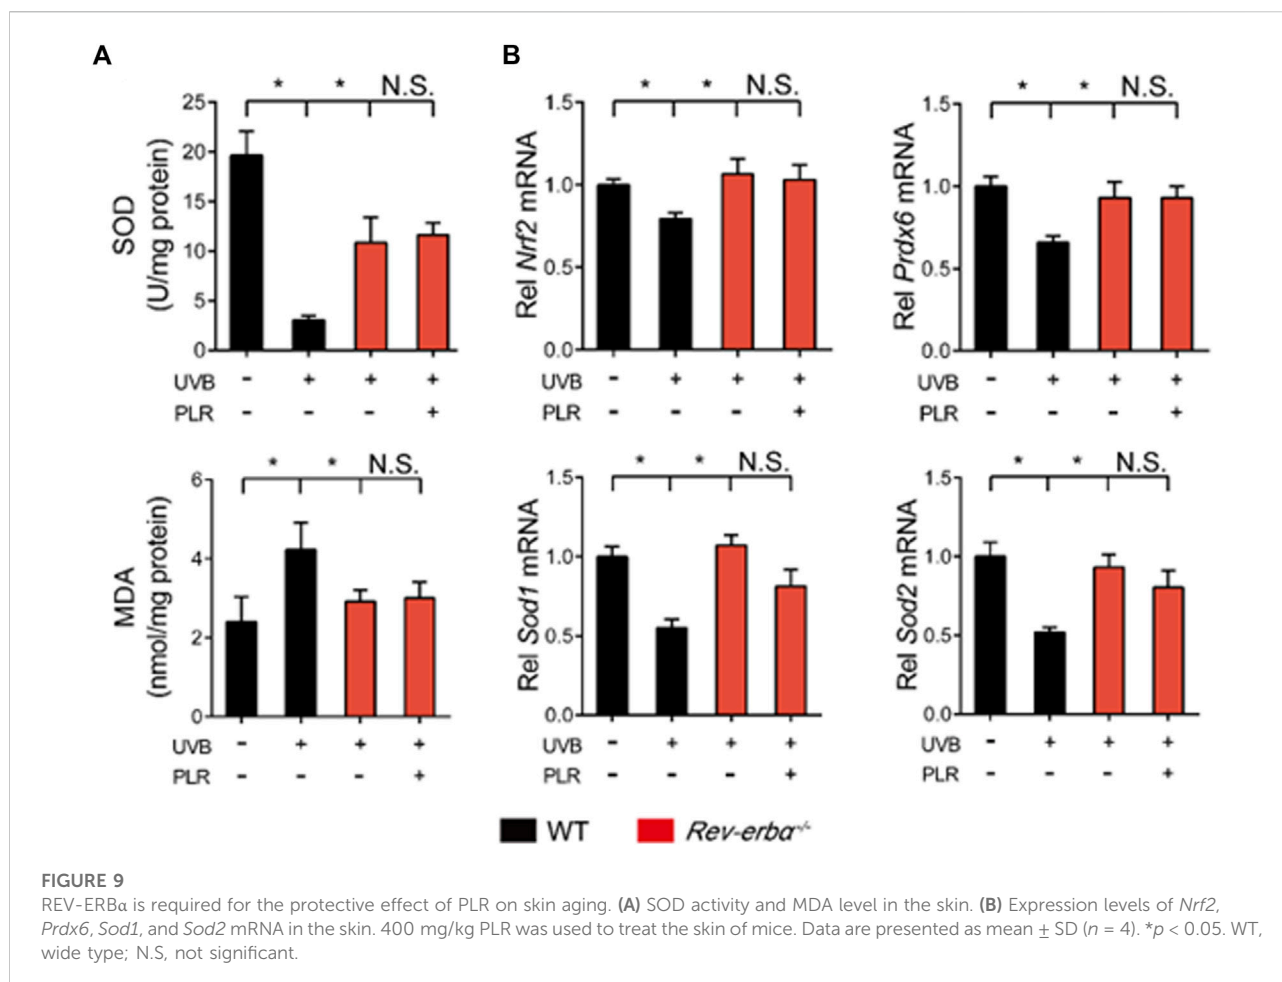 A
B
* * N.S.
25
20
15
10
5
0
SOD
(U/mg protein)
UVB - + + +
PLR - - - +
* * N.S.
1.5
1.0
0.5
0.0
Rel Nrf2 mRNA
UVB - + + +
PLR - - - +
* * N.S.
1.5
1.0
0.5
0.0
Rel Prdx6 mRNA
UVB - + + +
PLR - - - +
* * N.S.
6
4
2
0
MDA
(nmol/mg protein)
UVB - + + +
PLR - - - +
* * N.S.
1.5
1.0
0.5
0.0
Rel Sod1 mRNA
UVB - + + +
PLR - - - +
* * N.S.
1.5
1.0
0.5
0.0
Rel Sod2 mRNA
UVB - + + +
PLR - - - +
WT Rev-erbα-/-
FIGURE 9
REV-ERBα is required for the protective effect of PLR on skin aging. (A) SOD activity and MDA level in the skin. (B) Expression levels of Nrf2,
Prdx6, Sod1, and Sod2 mRNA in the skin. 400 mg/kg PLR was used to treat the skin of mice. Data are presented as mean ± SD (n = 4). *p < 0.05. WT,
wide type; N.S, not significant.